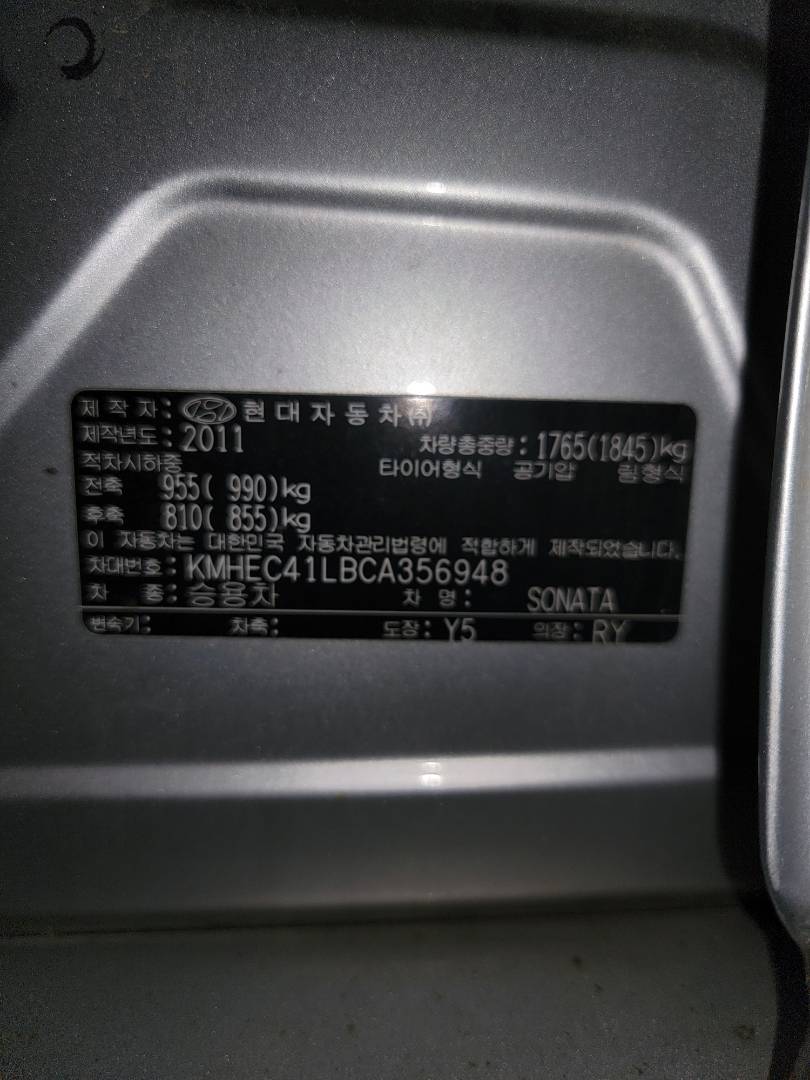 제 작 자 : 현대자동차㈜
제작년도 : 2011 차량총중량 : 1765(1845)kg
적차시하중 타이어형식 공기압 림형식
전축 955( 990)kg
후축 810( 855)kg
이 자동차는 대한민국 자동차관리법령에 적합하게 제작되었습니다.
차대번호 : KMHEC41LBCA356948
차 종 : 승용차 차 명 : SONATA
변속기 : 차축 : 도장 : Y5 의장 : RY